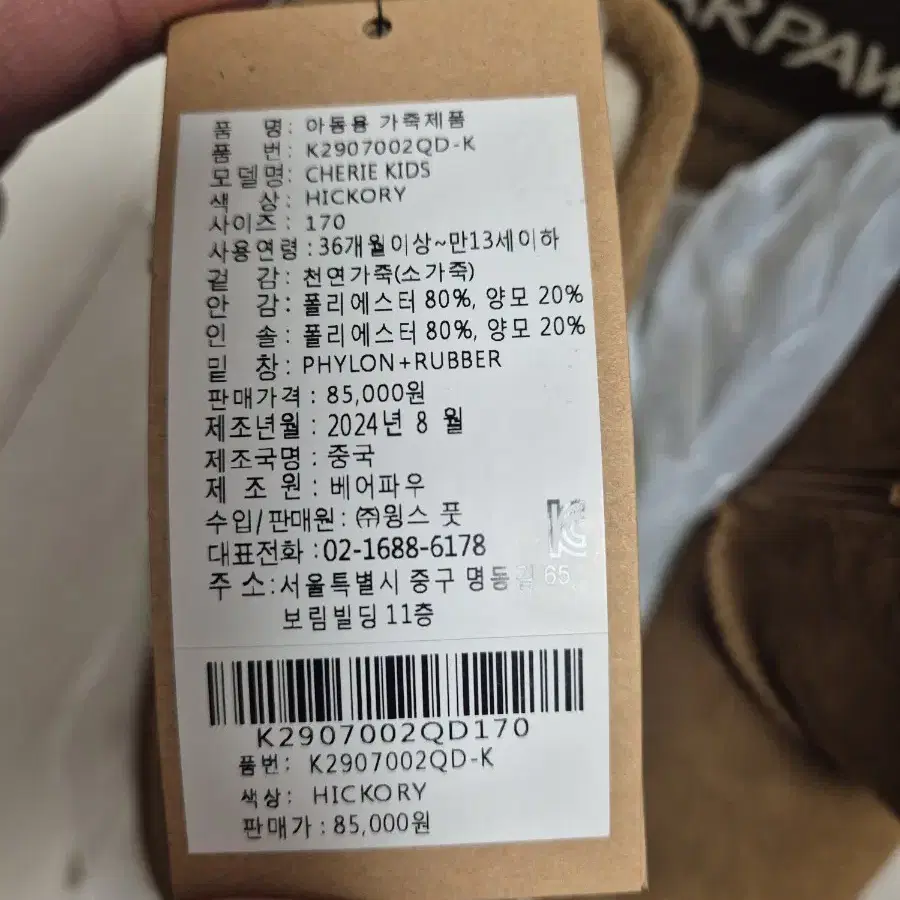 ARPAW
품 명: 아동용 가죽제품
품 번: K2907002QD-K
모델명: CHERIE KIDS
색 상: HICKORY
사이즈: 170
사용연령: 36개월이상~만13세이하
겉 감: 천연가죽(소가죽)
안 감: 폴리에스터 80%, 양모 20%
인 솔: 폴리에스터 80%, 양모 20%
밑 창: PHYLON+RUBBER
판매가격: 85,000원
제조년월: 2024년 8 월
제조국명: 중국
제 조 원: 베어파우
수입/판매원: ㈜윙스 풋
대표전화: 02-1688-6178
주 소: 서울특별시 중구 명동길 65,
보림빌딩 11층
K2907002QD170
품번: K2907002QD-K
색상: HICKORY
판매가: 85,000원